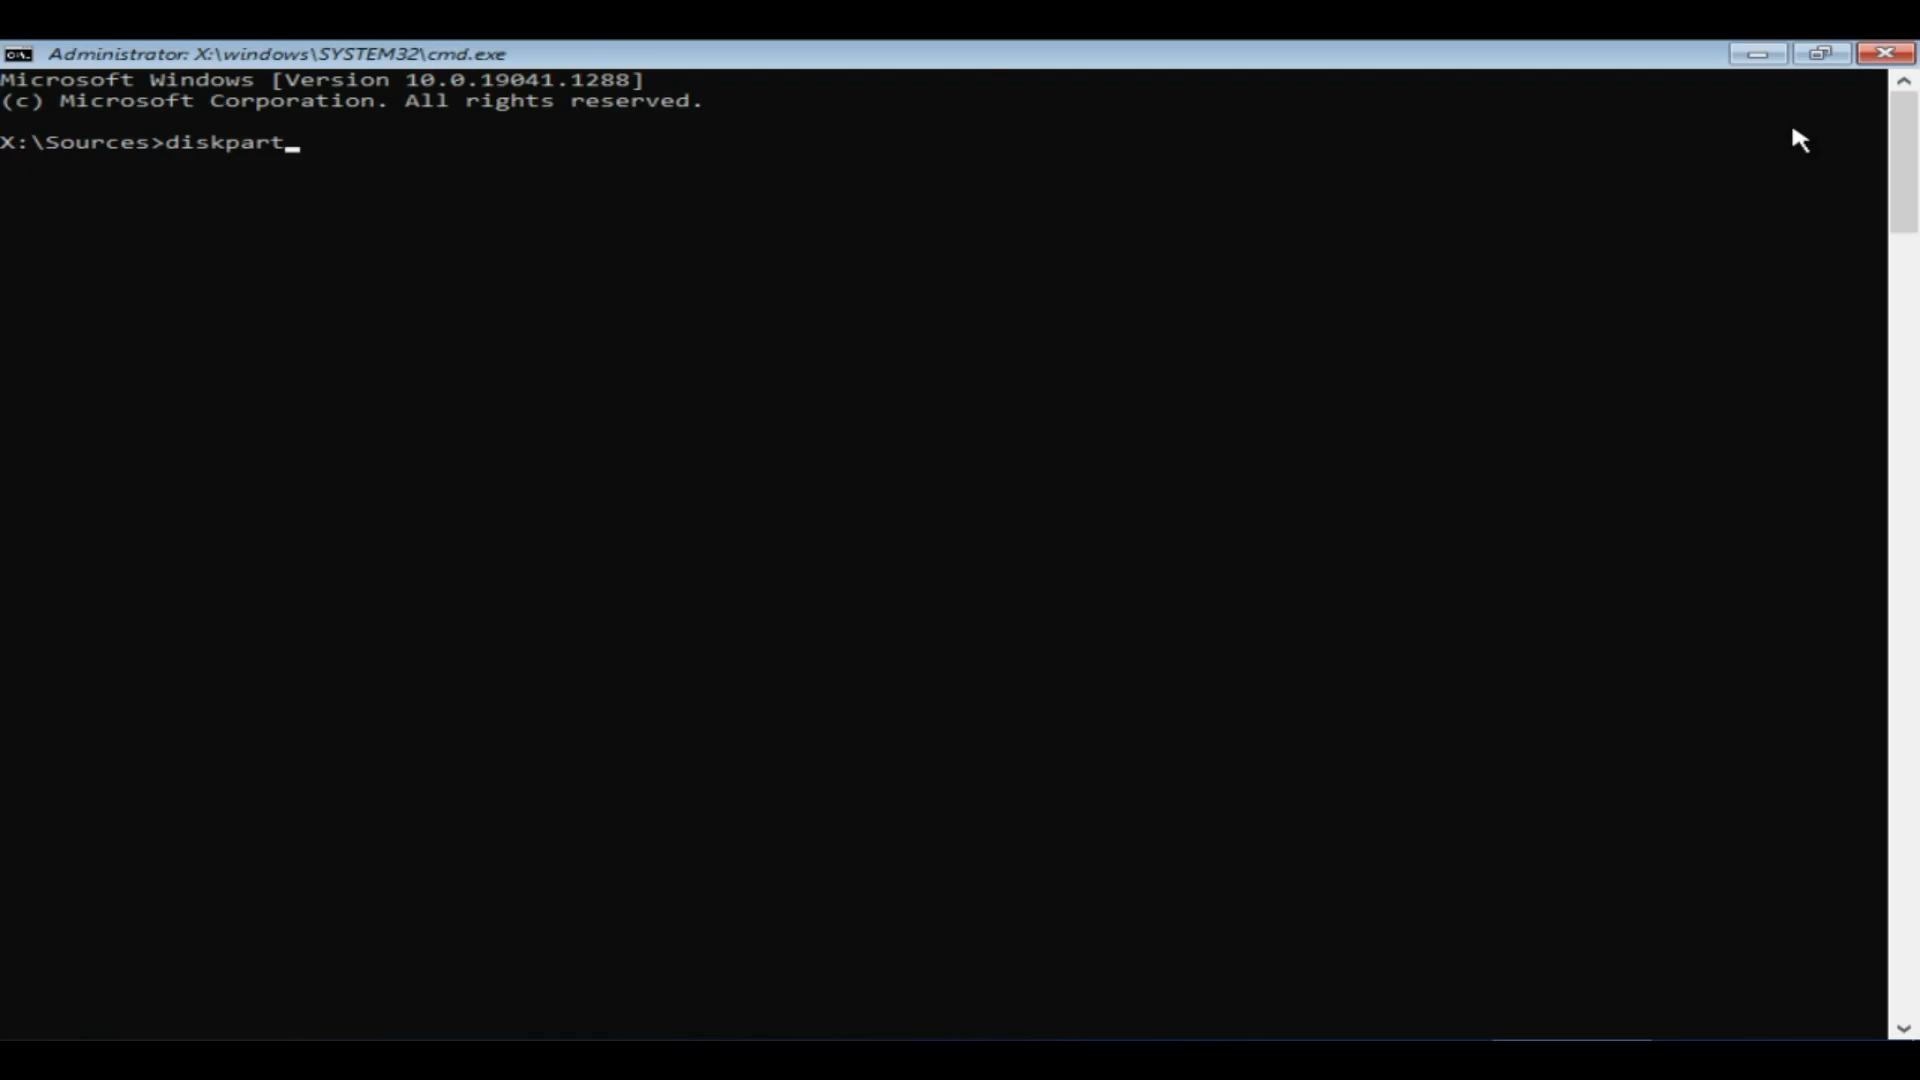 Administrator: X:\windows\SYSTEM32\cmd.exe
Microsoft Windows [Version 10.0.19041.1288]
(c) Microsoft Corporation. All rights reserved.
X:\Sources>diskpart